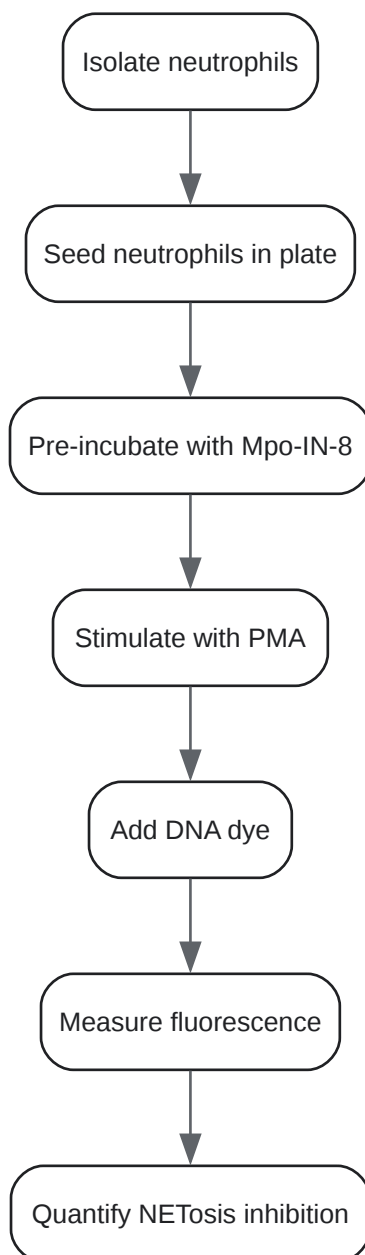 Isolate neutrophils
Seed neutrophils in plate
Pre-incubate with Mpo-IN-8
Stimulate with PMA
Add DNA dye
Measure fluorescence
Quantify NETosis inhibition